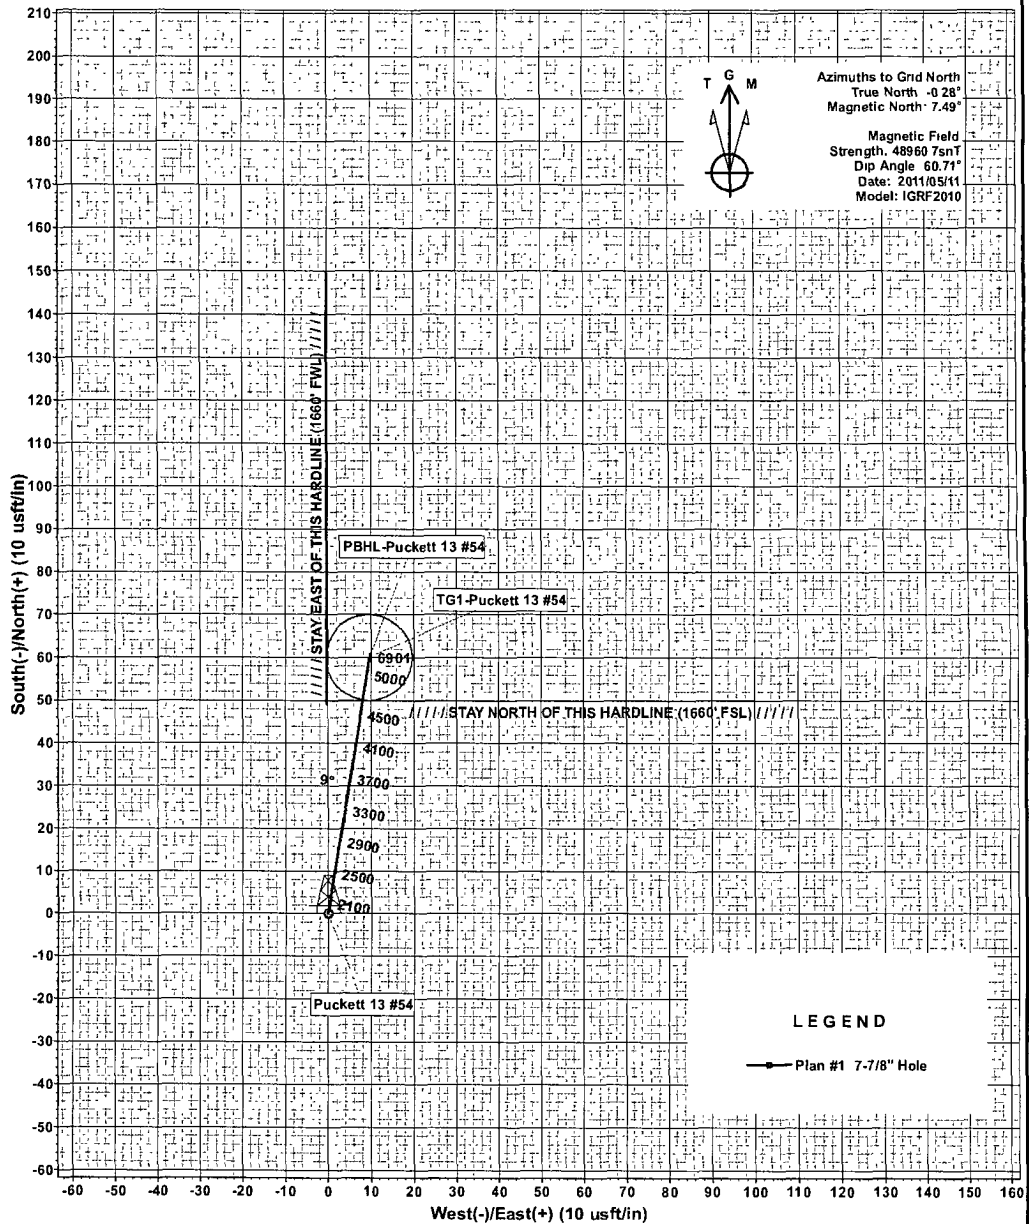 210
200
190
180
170
160
150
140
130
120
110
100
90
80
70
60
50
40
30
20
10
0
-10
-20
-30
-40
-50
-60
South(-)/North(+) (10 usft/in)
T G M
Azimuths to Grid North
True North -0 28°
Magnetic North 7.49°
Magnetic Field
Strength. 48960 7snT
Dip Angle 60.71°
Date: 2011/05/11
Model: IGRF2010
///// STAY EAST OF THIS HARDLINE (1660' FWL) /////
PBHL-Puckett 13 #54
TG1-Puckett 13 #54
6901
5000
4500
///// STAY NORTH OF THIS HARDLINE (1660' FSL) /////
4100
9°
3700
3300
2900
2500
2100
Puckett 13 #54
LEGEND
Plan #1 7-7/8" Hole
-60 -50 -40 -30 -20 -10 0 10 20 30 40 50 60 70 80 90 100 110 120 130 140 150 160
West(-)/East(+) (10 usft/in)